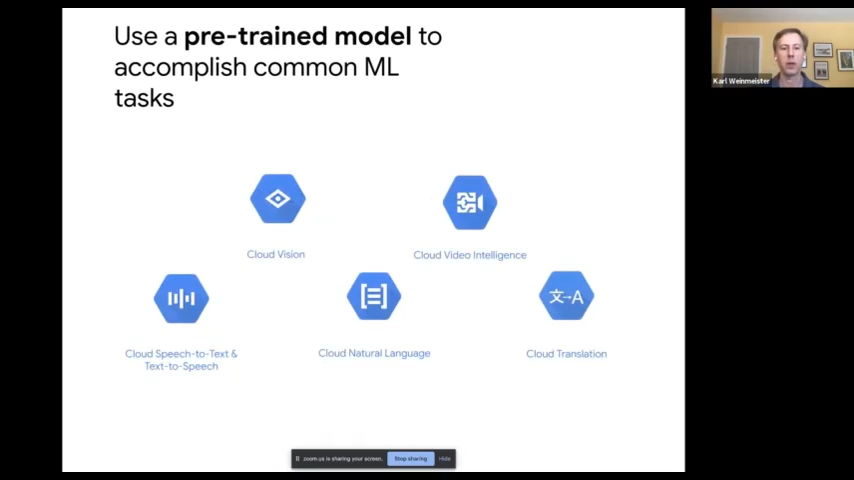 Use a pre-trained model to
accomplish common ML
tasks
Karl Weinmeister
Cloud Vision
Cloud Video Intelligence
文→A
Cloud Speech-to-Text &
Text-to-Speech
Cloud Natural Language
Cloud Translation
zoom.us is sharing your screen.
Stop sharing
Hide